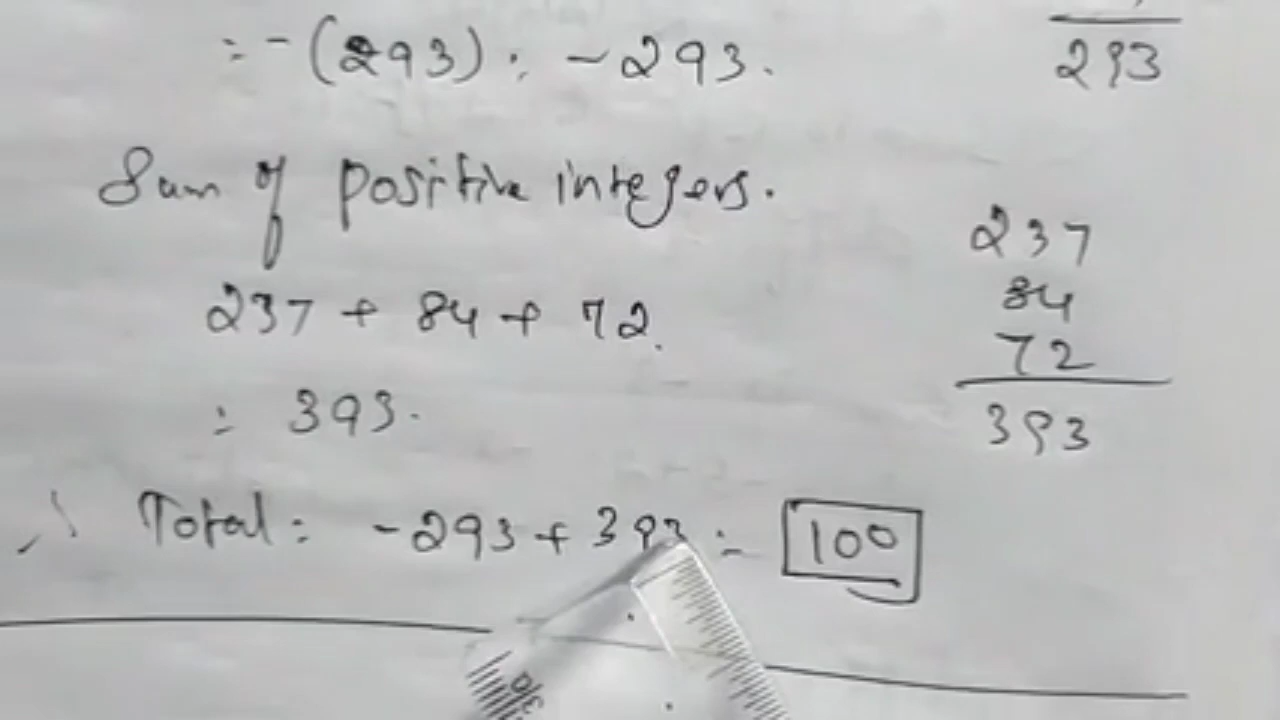 = -(293) = -293.
293
Sum of positive integers.
237 + 84 + 72.
= 393.
237
84
72
393
∴ Total = -293 + 393 = 100